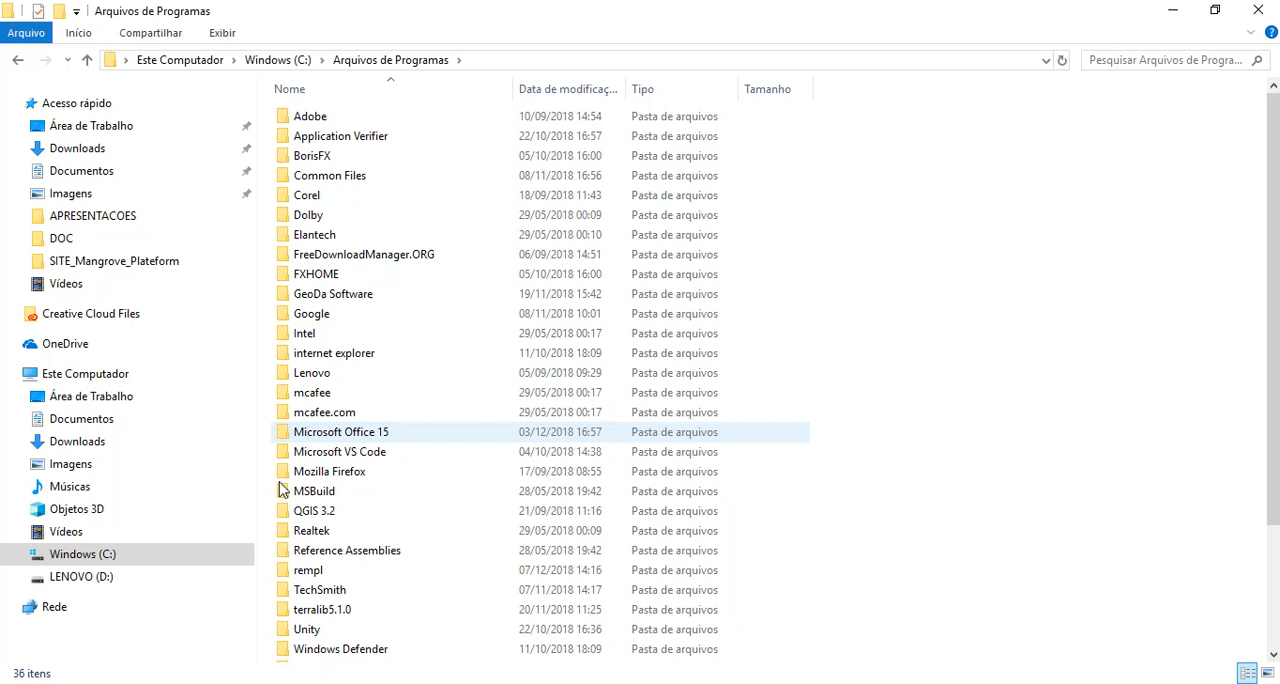 Arquivos de Programas
Arquivo Início Compartilhar Exibir
Este Computador Windows (C:) Arquivos de Programas Pesquisar Arquivos de Progra...
Nome Data de modificaç... Tipo Tamanho
Acesso rápido
Área de Trabalho
Downloads
Documentos
Imagens
APRESENTACOES
DOC
SITE_Mangrove_Plateform
Vídeos
Creative Cloud Files
OneDrive
Este Computador
Área de Trabalho
Documentos
Downloads
Imagens
Músicas
Objetos 3D
Vídeos
Windows (C:)
LENOVO (D:)
Rede
Adobe 10/09/2018 14:54 Pasta de arquivos
Application Verifier 22/10/2018 16:57 Pasta de arquivos
BorisFX 05/10/2018 16:00 Pasta de arquivos
Common Files 08/11/2018 16:56 Pasta de arquivos
Corel 18/09/2018 11:43 Pasta de arquivos
Dolby 29/05/2018 00:09 Pasta de arquivos
Elantech 29/05/2018 00:10 Pasta de arquivos
FreeDownloadManager.ORG 06/09/2018 14:51 Pasta de arquivos
FXHOME 05/10/2018 16:00 Pasta de arquivos
GeoDa Software 19/11/2018 15:42 Pasta de arquivos
Google 08/11/2018 10:01 Pasta de arquivos
Intel 29/05/2018 00:17 Pasta de arquivos
internet explorer 11/10/2018 18:09 Pasta de arquivos
Lenovo 05/09/2018 09:29 Pasta de arquivos
mcafee 29/05/2018 00:17 Pasta de arquivos
mcafee.com 29/05/2018 00:17 Pasta de arquivos
Microsoft Office 15 03/12/2018 16:57 Pasta de arquivos
Microsoft VS Code 04/10/2018 14:38 Pasta de arquivos
Mozilla Firefox 17/09/2018 08:55 Pasta de arquivos
MSBuild 28/05/2018 19:42 Pasta de arquivos
QGIS 3.2 21/09/2018 11:16 Pasta de arquivos
Realtek 29/05/2018 00:09 Pasta de arquivos
Reference Assemblies 28/05/2018 19:42 Pasta de arquivos
rempl 07/12/2018 14:16 Pasta de arquivos
TechSmith 07/11/2018 14:17 Pasta de arquivos
terralib5.1.0 20/11/2018 11:25 Pasta de arquivos
Unity 22/10/2018 16:36 Pasta de arquivos
Windows Defender 11/10/2018 18:09 Pasta de arquivos
36 itens